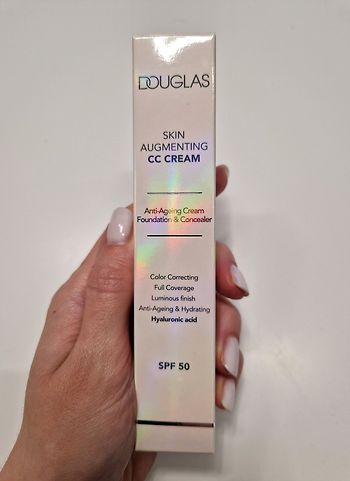 DOUGLAS
SKIN
AUGMENTING
CC CREAM
Anti-Ageing Cream
Foundation & Concealer
Color Correcting
Full Coverage
Luminous finish
Anti-Ageing & Hydrating
Hyaluronic acid
SPF 50